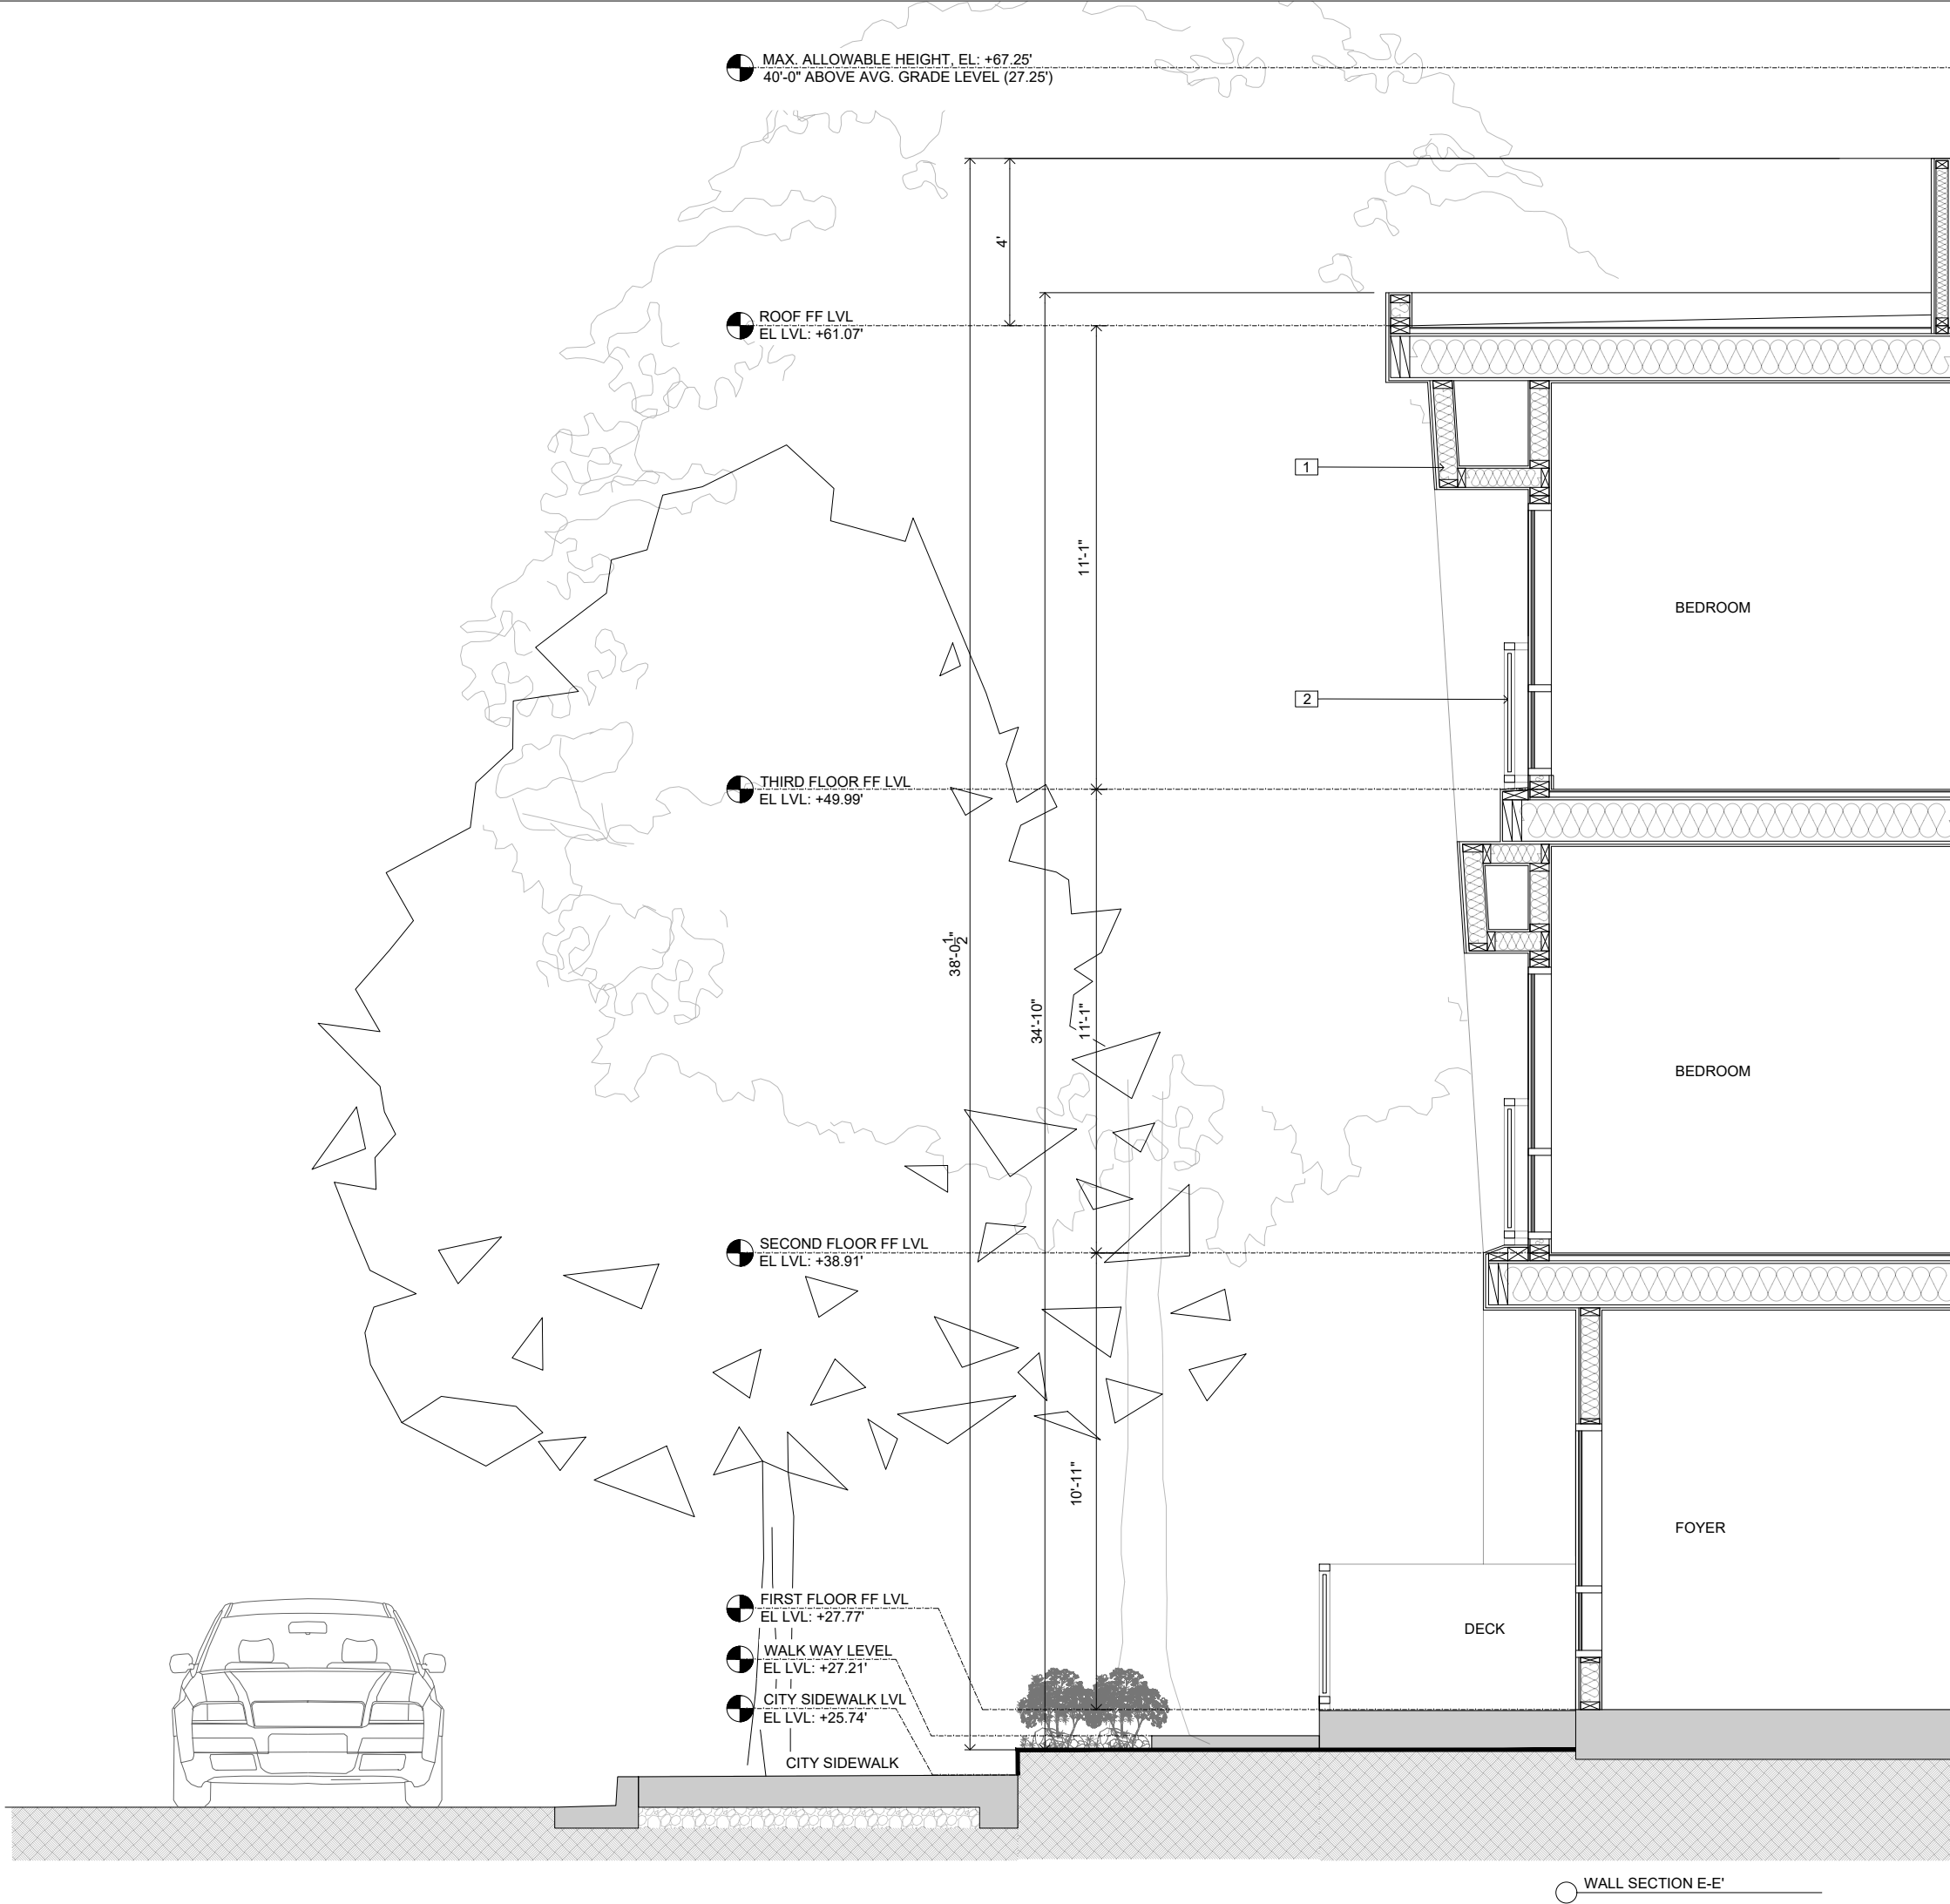 MAX. ALLOWABLE HEIGHT, EL: +67.25'
40'-0" ABOVE AVG. GRADE LEVEL (27.25')
4'
ROOF FF LVL
EL LVL: +61.07'
1
11'-1"
BEDROOM
2
THIRD FLOOR FF LVL
EL LVL: +49.99'
38'-0 1/2"
34'-10"
11'-1"
BEDROOM
SECOND FLOOR FF LVL
EL LVL: +38.91'
10'-11"
FOYER
FIRST FLOOR FF LVL
EL LVL: +27.77'
DECK
WALK WAY LEVEL
EL LVL: +27.21'
CITY SIDEWALK LVL
EL LVL: +25.74'
CITY SIDEWALK
WALL SECTION E-E'